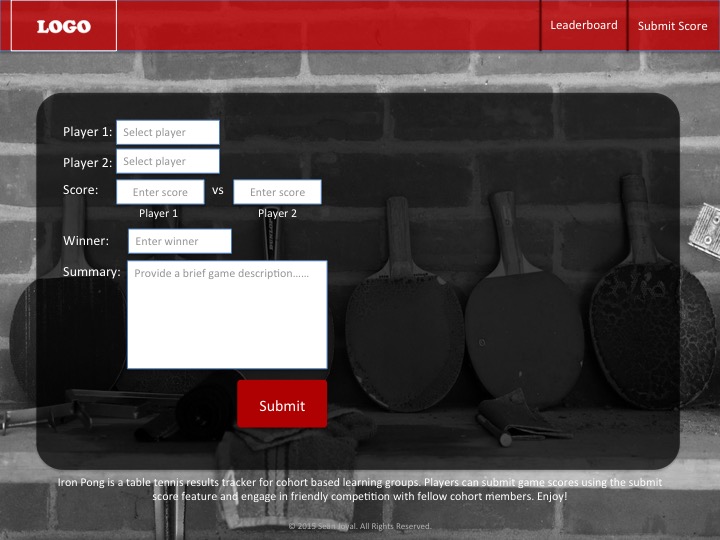 LOGO
Leaderboard
Submit Score
Player 1: Select player
Player 2: Select player
Score: Enter score vs Enter score
Player 1 Player 2
Winner: Enter winner
Summary: Provide a brief game description......
Submit
Iron Pong is a table tennis results tracker for cohort based learning groups. Players can submit game scores using the submit
score feature and engage in friendly competition with fellow cohort members. Enjoy!
© 2015 Sean Joyal. All Rights Reserved.